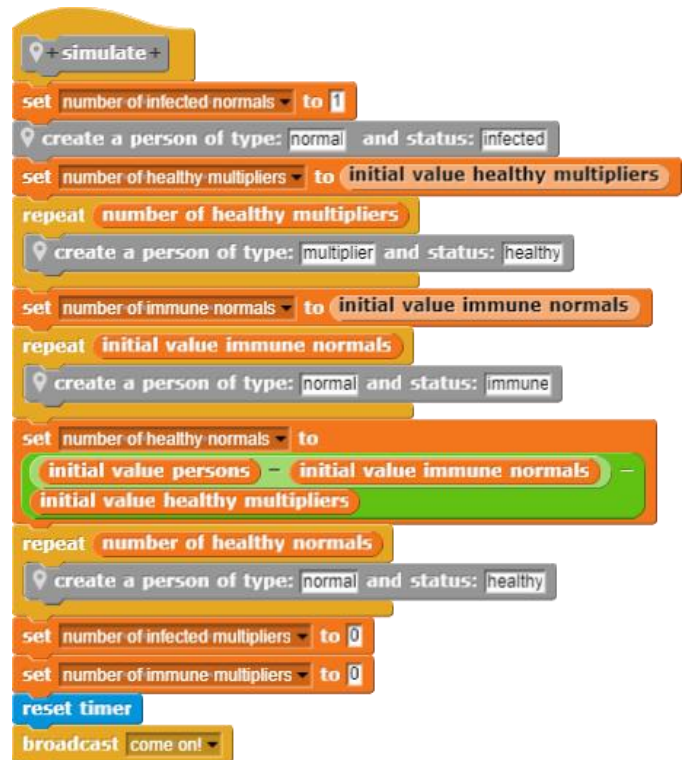 +simulate+
set number of infected normals to 1
create a person of type: normal and status: infected
set number of healthy multipliers to initial value healthy multipliers
repeat number of healthy multipliers
create a person of type: multiplier and status: healthy
set number of immune normals to initial value immune normals
repeat initial value immune normals
create a person of type: normal and status: immune
set number of healthy normals to
initial value persons - initial value immune normals -
initial value healthy multipliers
repeat number of healthy normals
create a person of type: normal and status: healthy
set number of infected multipliers to 0
set number of immune multipliers to 0
reset timer
broadcast come on!